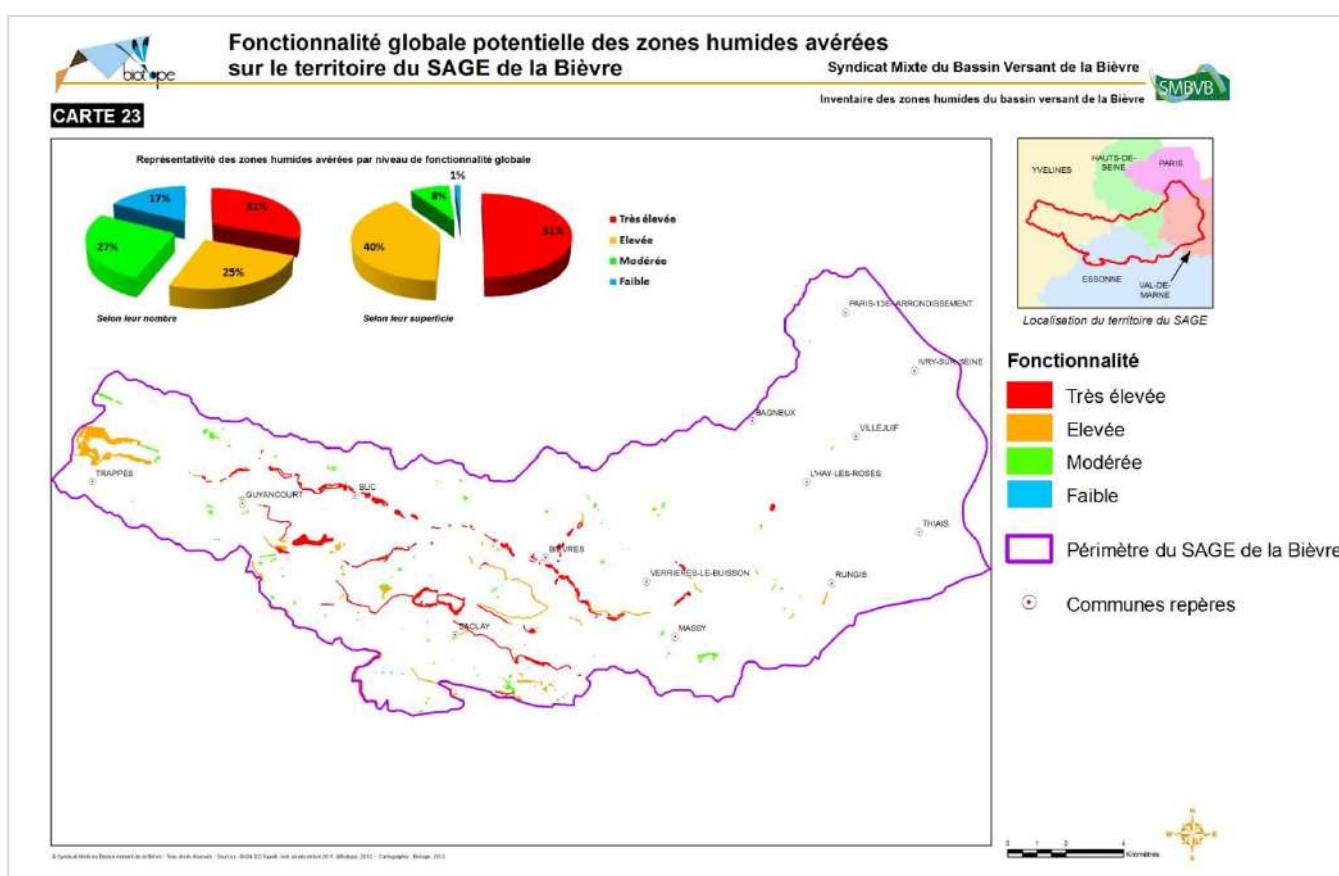 biotope
Fonctionnalité globale potentielle des zones humides avérées
sur le territoire du SAGE de la Bièvre
Syndicat Mixte du Bassin Versant de la Bièvre
SMBVB
Inventaire des zones humides du bassin versant de la Bièvre
CARTE 23
Représentativité des zones humides avérées par niveau de fonctionnalité globale
17%
31%
27%
25%
Selon leur nombre
1%
8%
40%
51%
Selon leur superficie
Très élevée
Elevée
Modérée
Faible
YVELINES
HAUTS-DE-
SEINE
PARIS
ESSONNE
VAL-DE-
MARNE
Localisation du territoire du SAGE
PARIS-13E-ARRONDISSEMENT
IVRY-SUR-SEINE
BAGNEUX
VILLEJUIF
L'HAY-LES-ROSES
TRAPPES
GUYANCOURT
BUC
THIAIS
BIEVRES
VERRIERES-LE-BUISSON
RUNGIS
SACLAY
MASSY
Fonctionnalité
Très élevée
Elevée
Modérée
Faible
Périmètre du SAGE de la Bièvre
Communes repères
0 1 2 4
Kilomètres